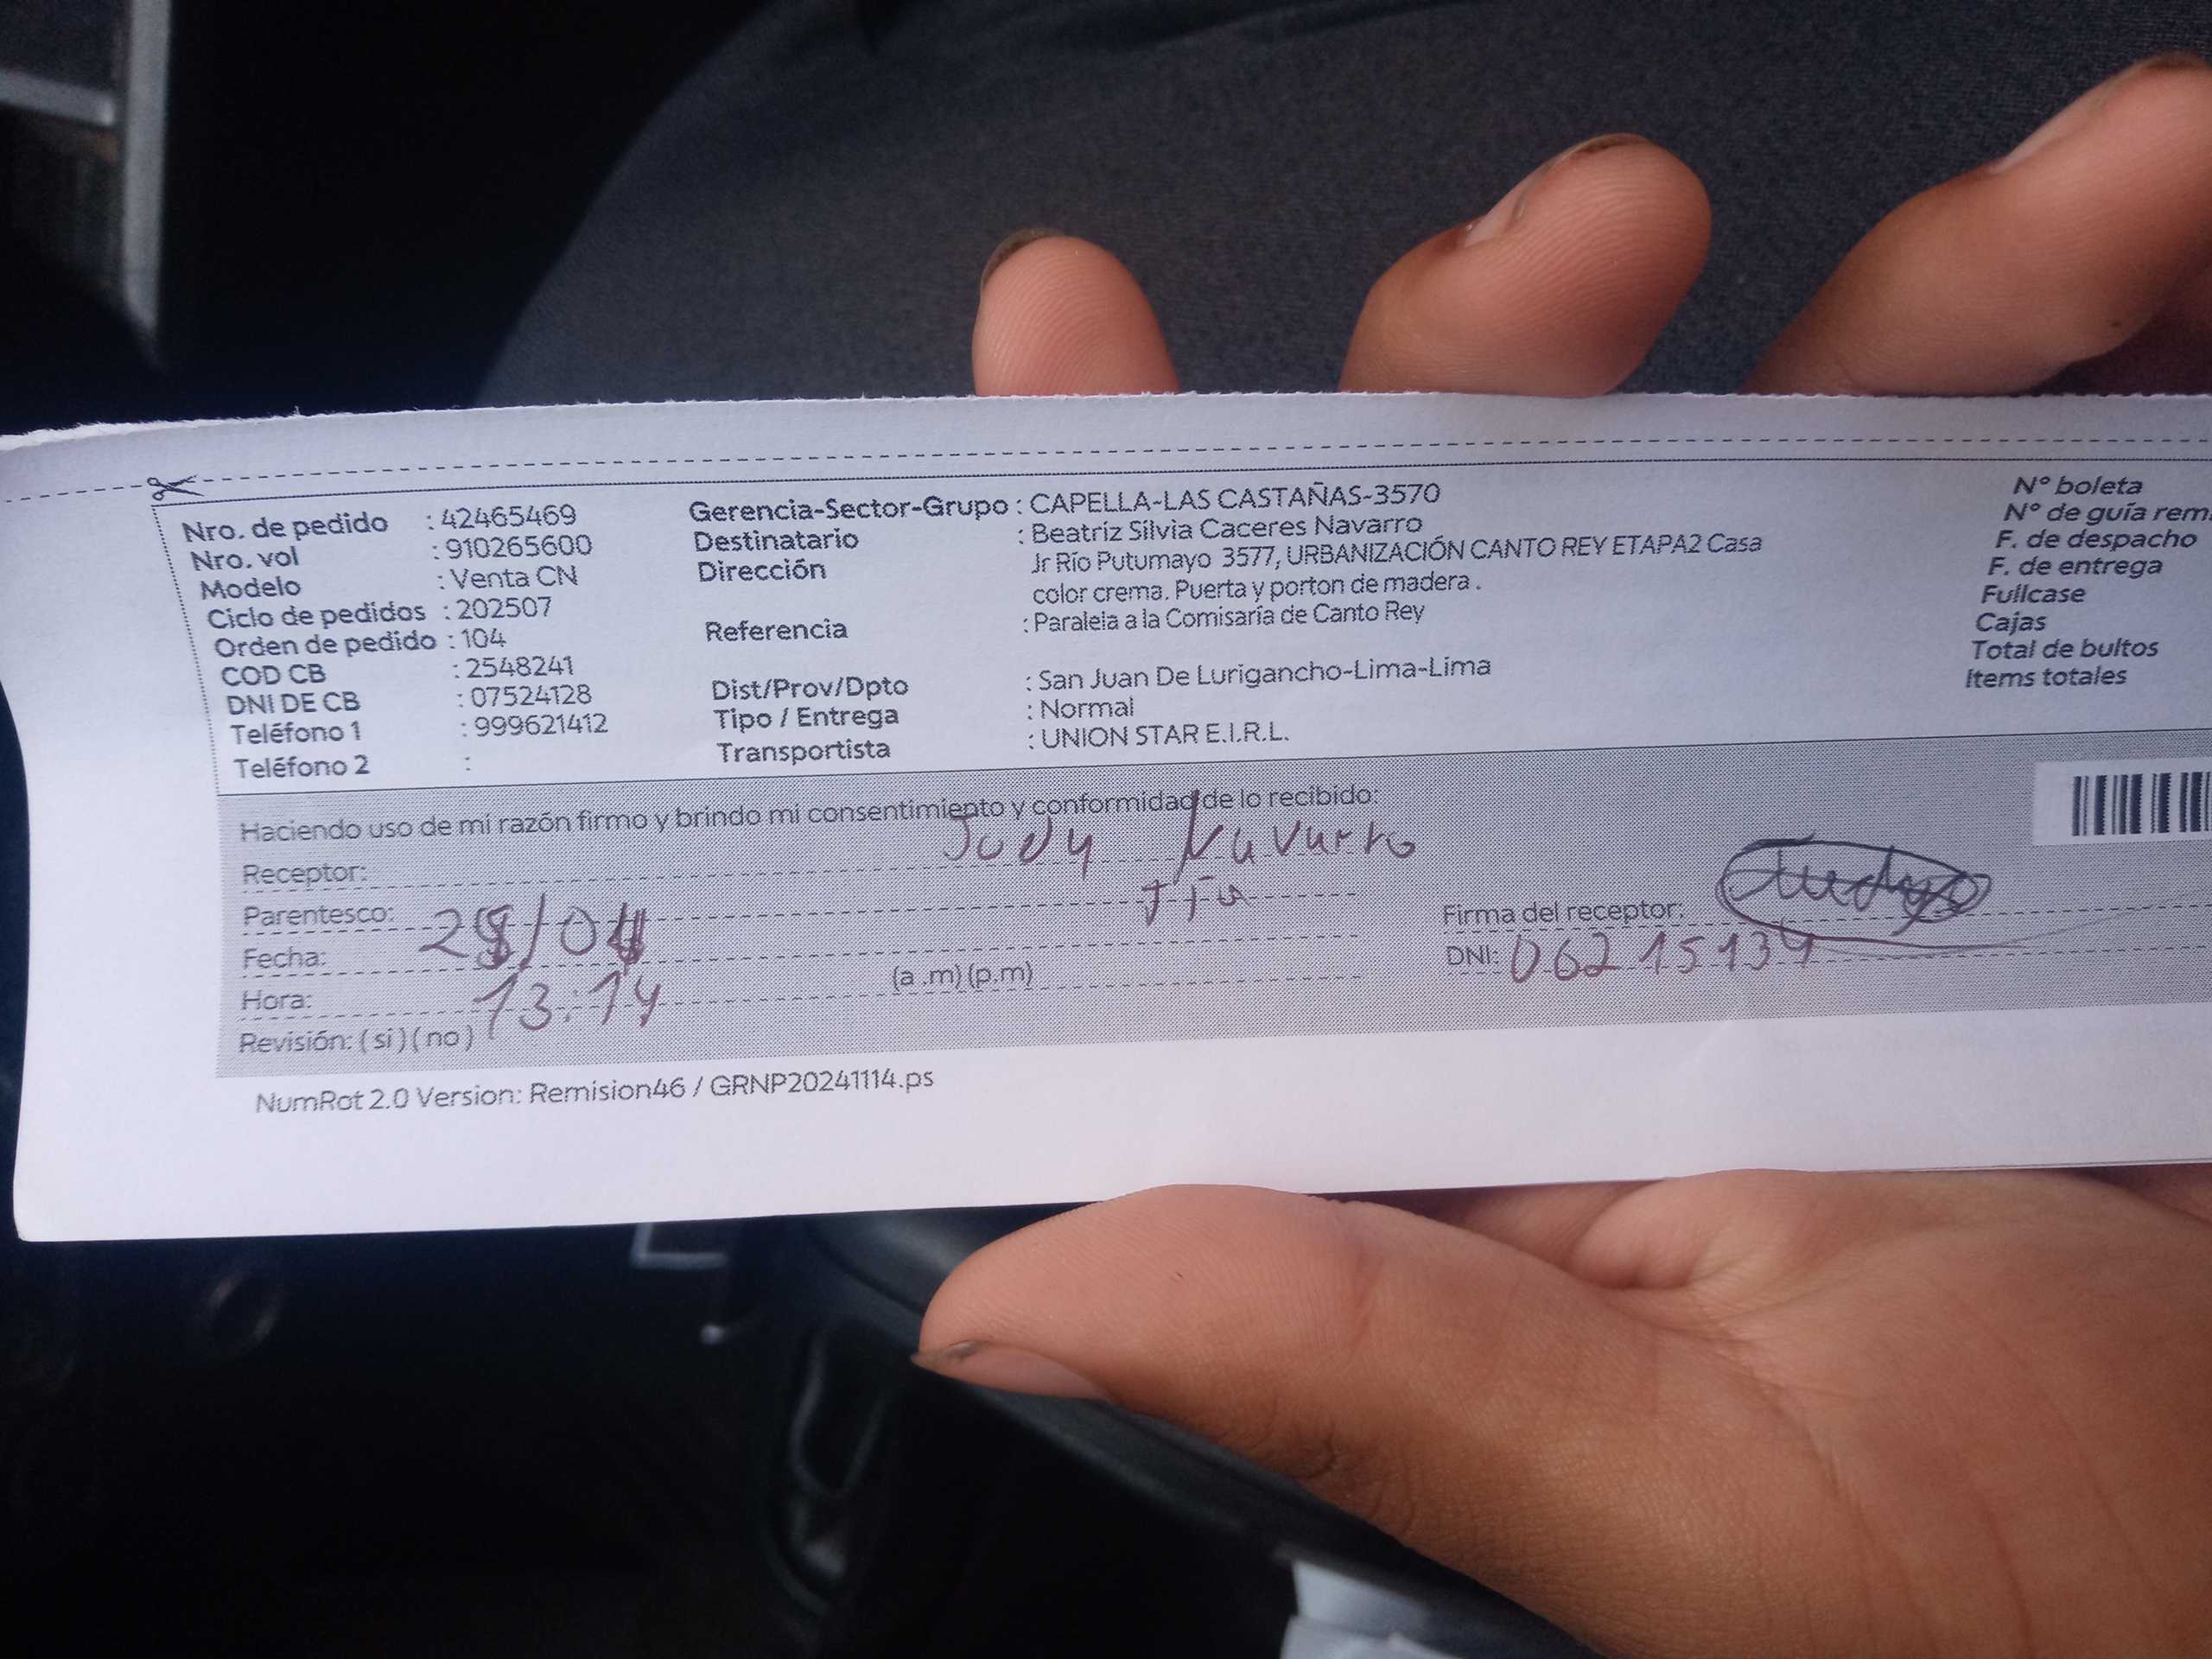 Nro. de pedido : 42465469
Nro. vol : 910265600
Modelo : Venta CN
Ciclo de pedidos : 202507
Orden de pedido : 104
COD CB : 2548241
DNI DE CB : 07524128
Teléfono 1 : 999621412
Teléfono 2 :
Gerencia-Sector-Grupo : CAPELLA-LAS CASTAÑAS-3570
Destinatario : Beatriz Silvia Caceres Navarro
Dirección Jr Río Putumayo 3577, URBANIZACIÓN CANTO REY ETAPA2 Casa
color crema. Puerta y porton de madera .
Referencia : Paralela a la Comisaría de Canto Rey
Dist/Prov/Dpto : San Juan De Lurigancho-Lima-Lima
Tipo / Entrega : Normal
Transportista : UNION STAR E.I.R.L.
N° boleta
N° de guía rem.
F. de despacho
F. de entrega
Fullcase
Cajas
Total de bultos
Items totales
Haciendo uso de mi razón firmo y brindo mi consentimiento y conformidad de lo recibido:
Receptor: Judy Navarro
Parentesco: Tía
Fecha: /04
Hora: 13:14 (a .m) (p.m)
Revisión: ( si ) ( no )
Firma del receptor:
DNI: 06215134
NumRot 2.0 Version: Remision46 / GRNP20241114.ps